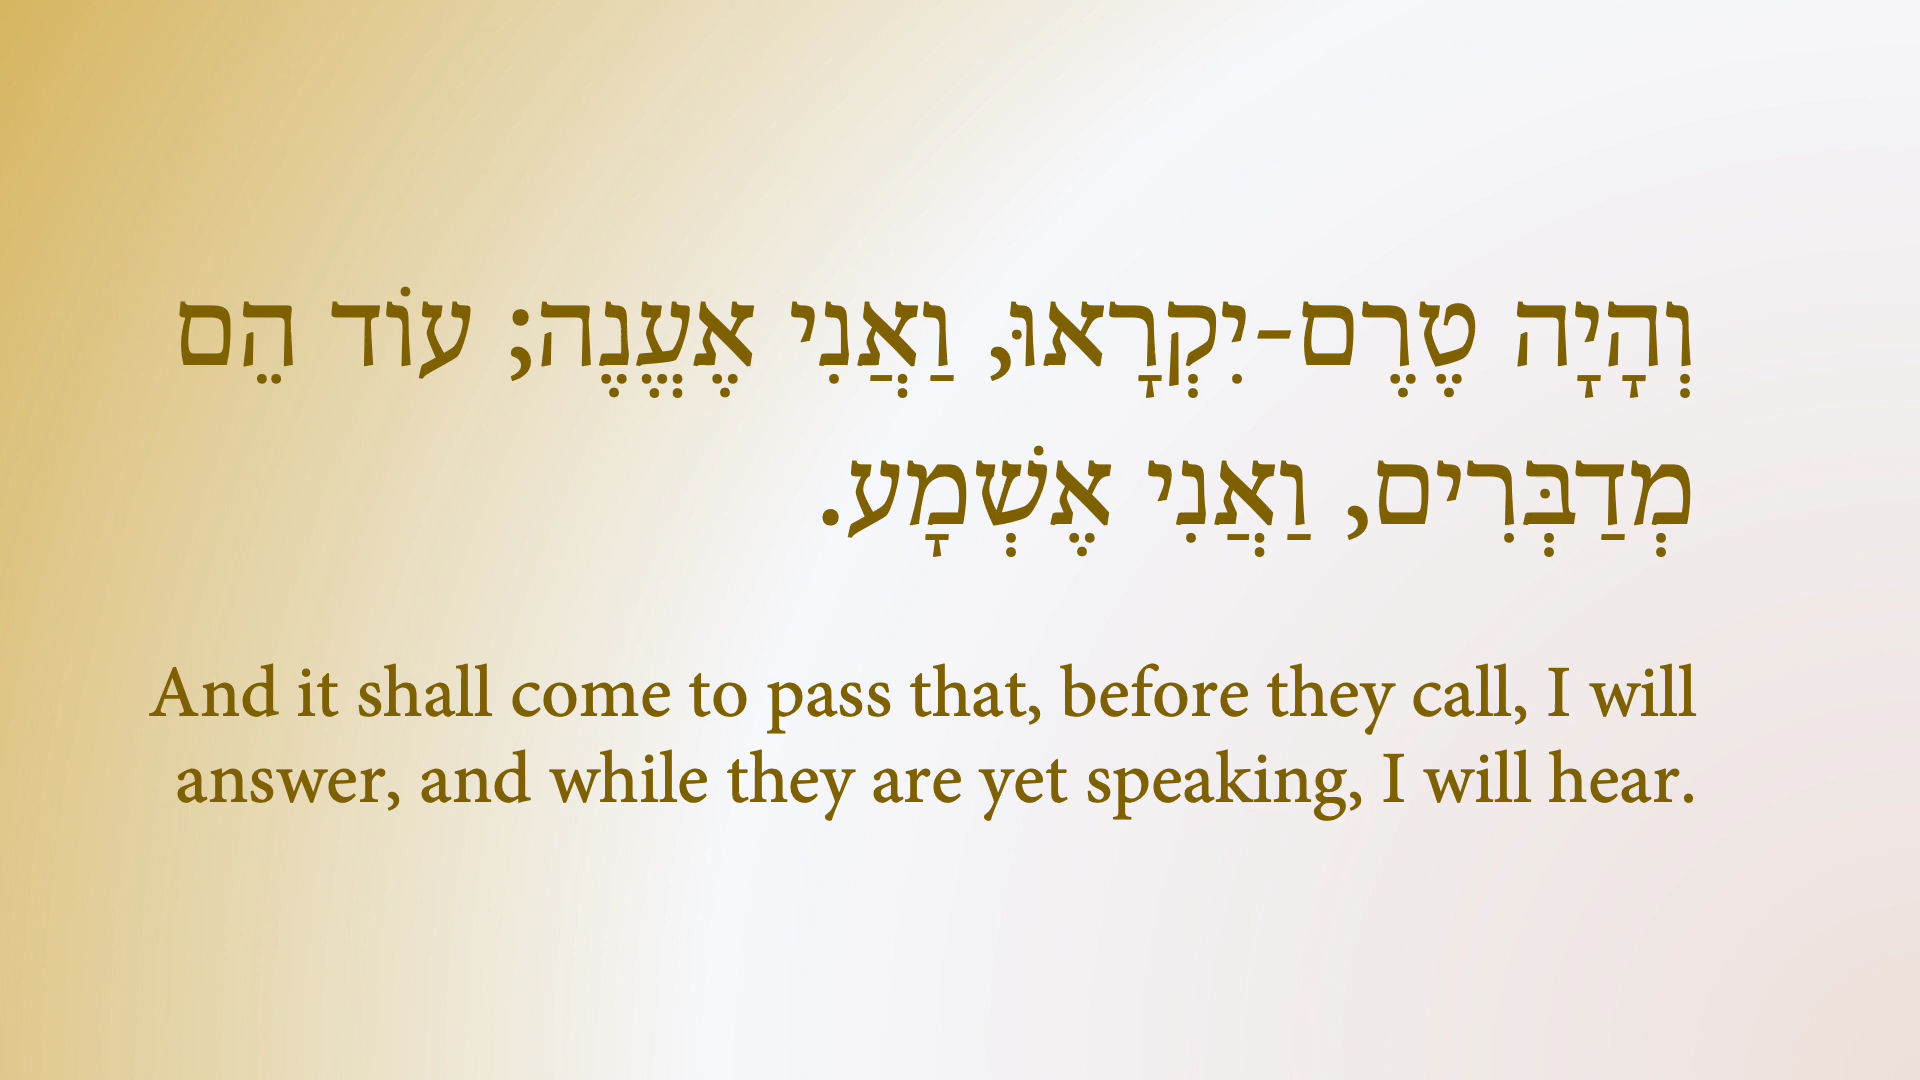 וְהָיָה טֶרֶם-יִקְרָאוּ, וַאֲנִי אֶעֱנֶה; עוֹד הֵם
מְדַבְּרִים, וַאֲנִי אֶשְׁמָע.
And it shall come to pass that, before they call, I will
answer, and while they are yet speaking, I will hear.